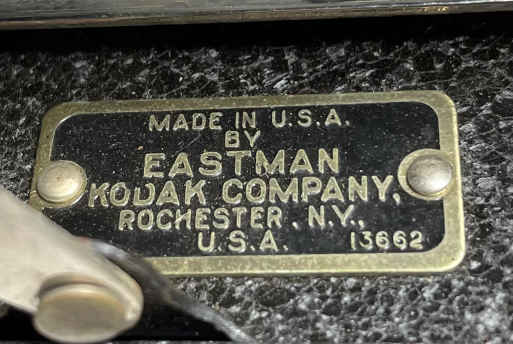 MADE IN U.S.A.
BY
EASTMAN
KODAK COMPANY,
ROCHESTER, N.Y.,
U.S.A. 13662